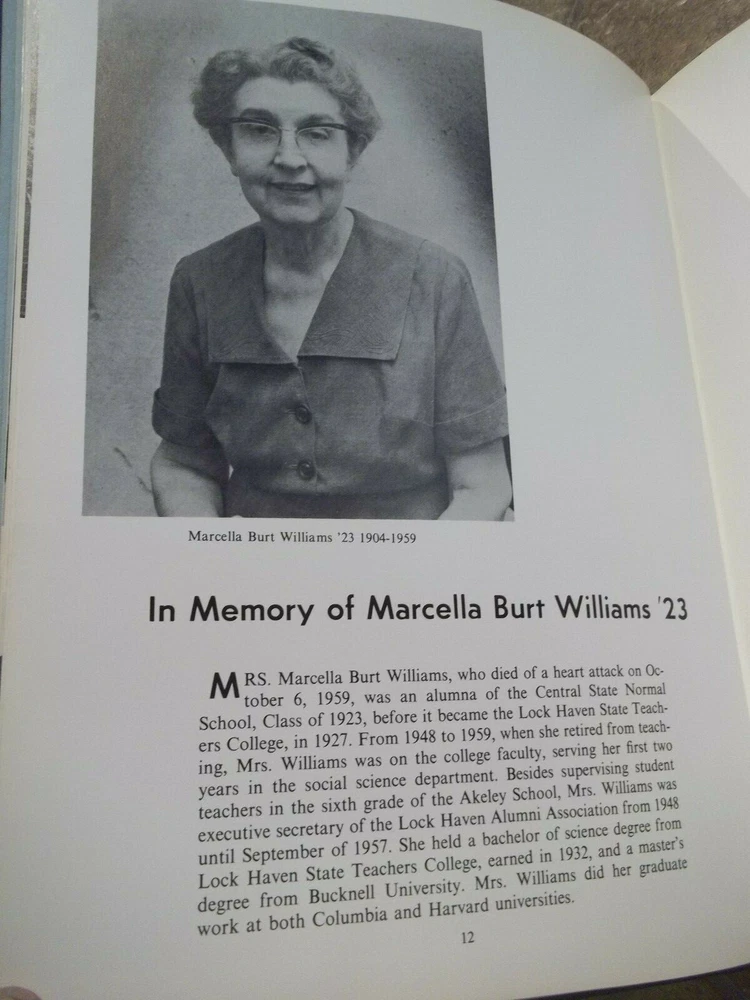 Marcella Burt Williams '23 1904-1959
In Memory of Marcella Burt Williams '23
MRS. Marcella Burt Williams, who died of a heart attack on Oc-
tober 6, 1959, was an alumna of the Central State Normal
School, Class of 1923, before it became the Lock Haven State Teach-
ers College, in 1927. From 1948 to 1959, when she retired from teach-
ing, Mrs. Williams was on the college faculty, serving her first two
years in the social science department. Besides supervising student
teachers in the sixth grade of the Akeley School, Mrs. Williams was
executive secretary of the Lock Haven Alumni Association from 1948
until September of 1957. She held a bachelor of science degree from
Lock Haven State Teachers College, earned in 1932, and a master's
degree from Bucknell University. Mrs. Williams did her graduate
work at both Columbia and Harvard universities.
12